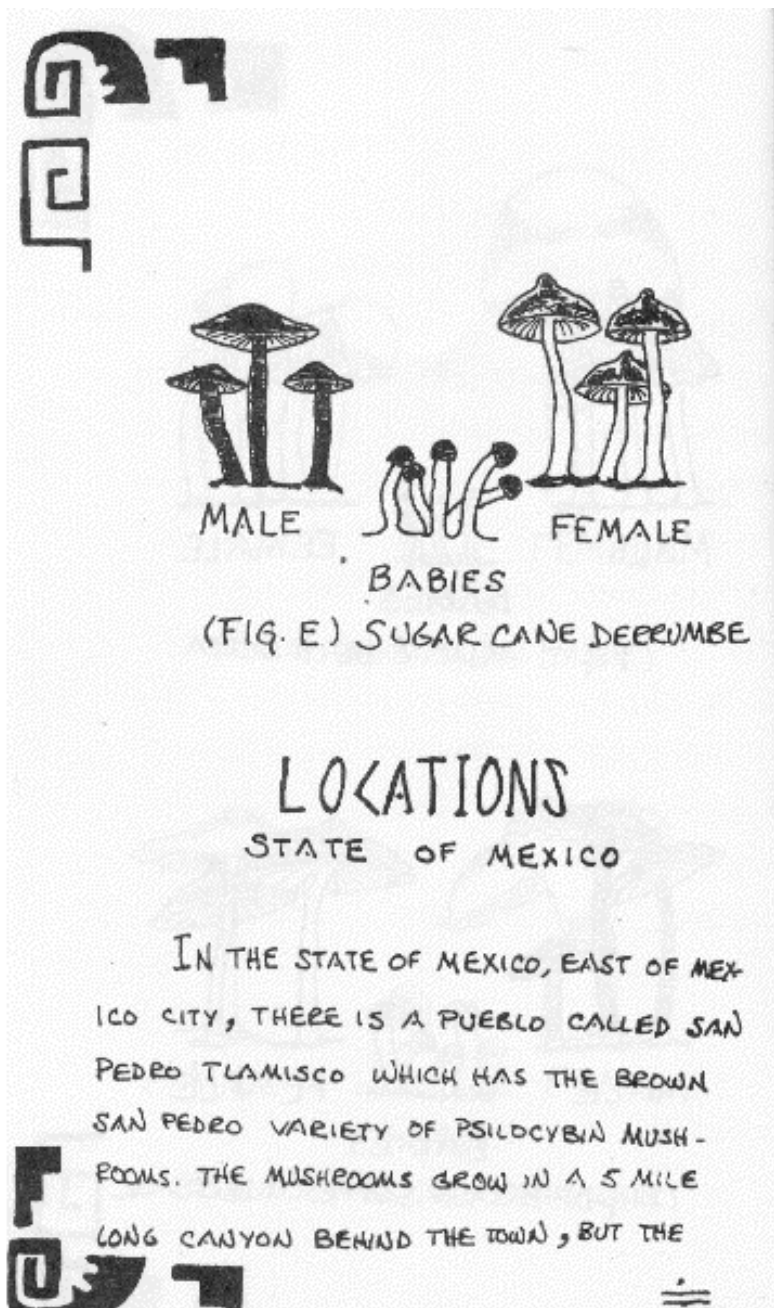 MALE
FEMALE
BABIES
(FIG. E) SUGAR CANE DERRUMBE
LOCATIONS
STATE OF MEXICO
IN THE STATE OF MEXICO, EAST OF MEX-
ICO CITY, THERE IS A PUEBLO CALLED SAN
PEDRO TLAMISCO WHICH HAS THE BROWN
SAN PEDRO VARIETY OF PSILOCYBIN MUSH-
ROOMS. THE MUSHROOMS GROW IN A 5 MILE
LONG CANYON BEHIND THE TOWN, BUT THE